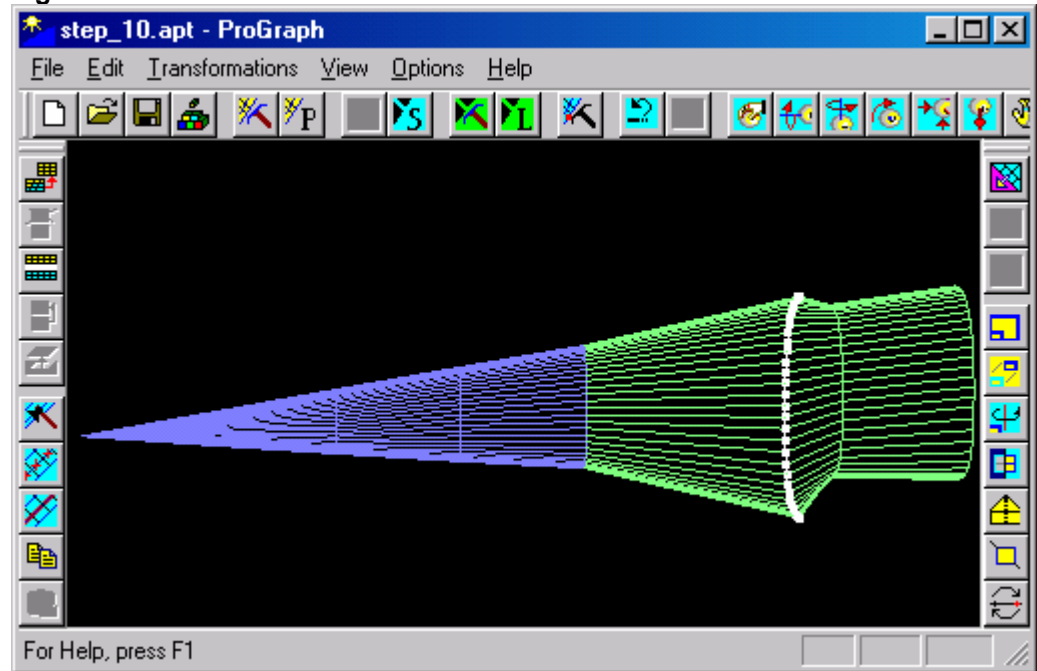 step_10.apt - ProGraph
File Edit Transformations View Options Help
P S L
For Help, press F1